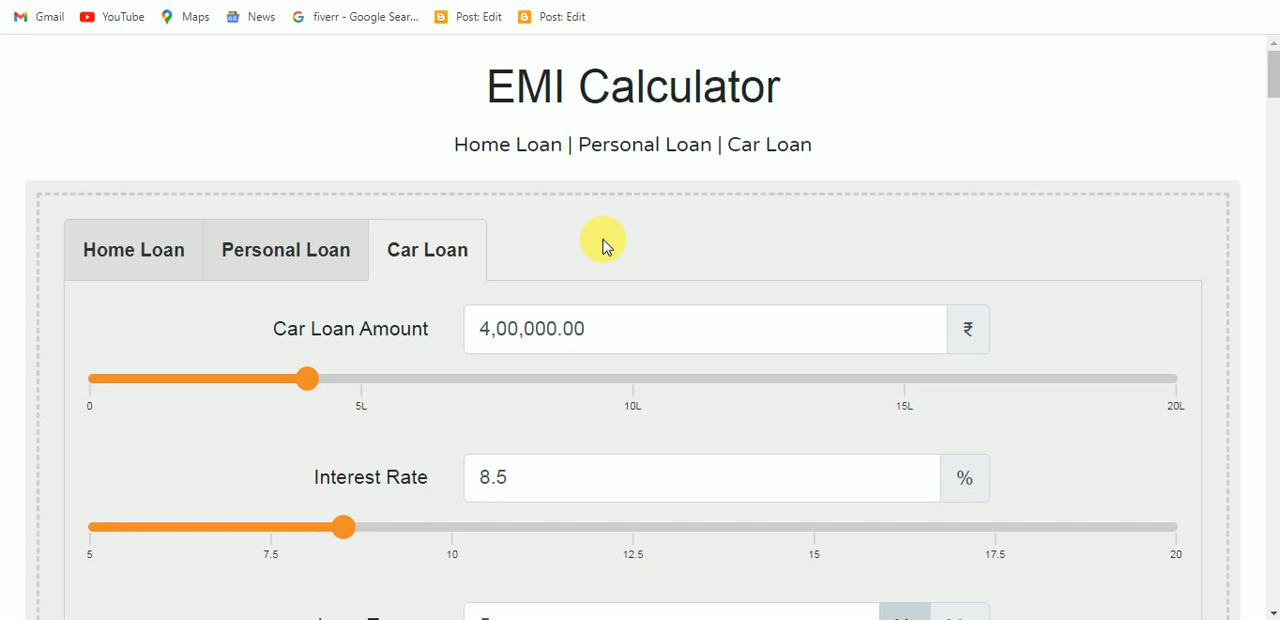 Gmail YouTube Maps News fiverr - Google Sear... Post: Edit Post: Edit
EMI Calculator
Home Loan | Personal Loan | Car Loan
Home Loan Personal Loan Car Loan
Car Loan Amount 4,00,000.00 ₹
0 5L 10L 15L 20L
Interest Rate 8.5 %
5 7.5 10 12.5 15 17.5 20